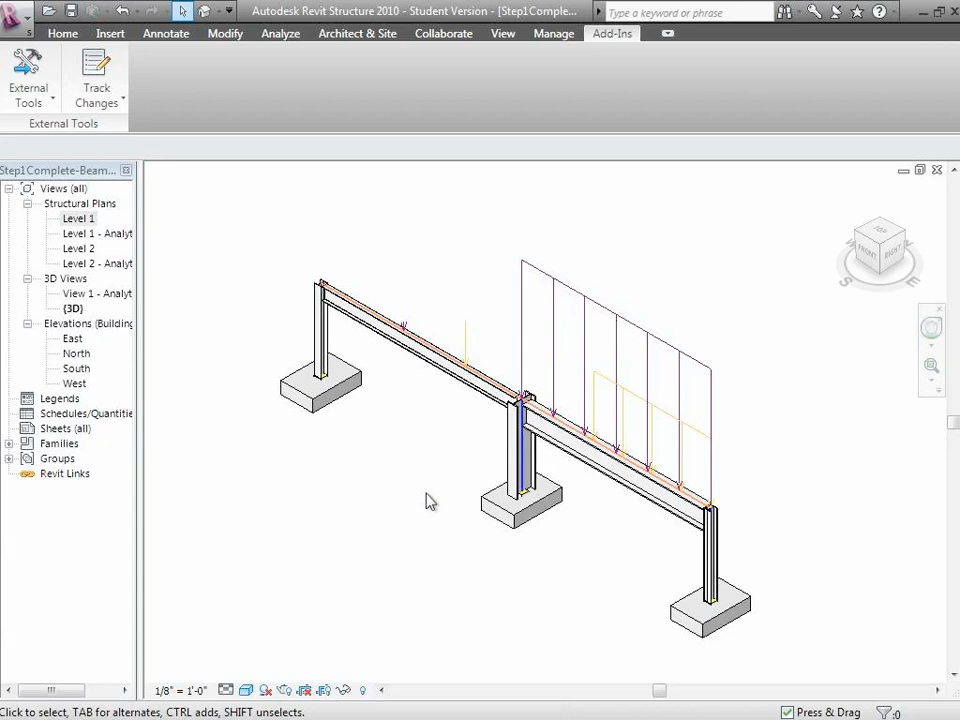 Autodesk Revit Structure 2010 - Student Version - [Step1Comple...
Type a keyword or phrase
Home Insert Annotate Modify Analyze Architect & Site Collaborate View Manage Add-Ins
External Tools
Track Changes
External Tools
Step1Complete-Beam...
Views (all)
Structural Plans
Level 1
Level 1 - Analyt
Level 2
Level 2 - Analyt
3D Views
View 1 - Analyt
{3D}
Elevations (Building
East
North
South
West
Legends
Schedules/Quantitie
Sheets (all)
Families
Groups
Revit Links
TOP
FRONT
RIGHT
W
S
E
1/8" = 1'-0"
Click to select, TAB for alternates, CTRL adds, SHIFT unselects.
Press & Drag
:0